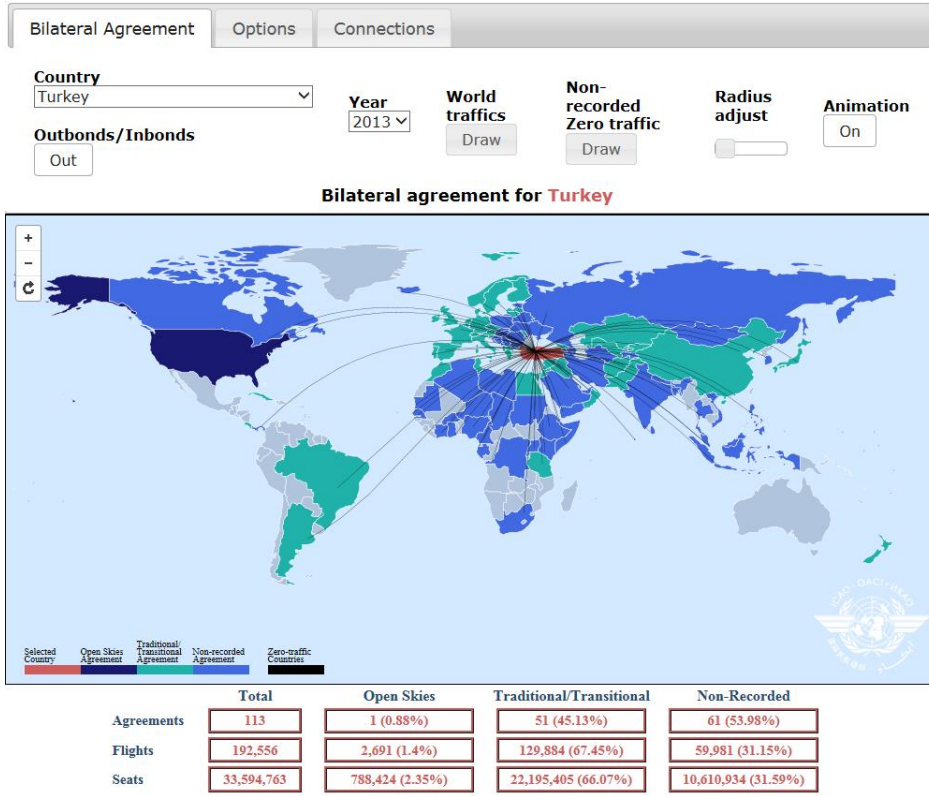 Bilateral Agreement Options Connections
Country
Turkey
Outbonds/Inbonds
Out
Year
2013
World
traffics
Draw
Non-
recorded
Zero traffic
Draw
Radius
adjust
Animation
On
Bilateral agreement for Turkey
+
−
ICAO · OACI · ИКАО
Selected
Country
Open Skies
Agreement
Traditional/
Transitional
Agreement
Non-recorded
Agreement
Zero-traffic
Countries
Total Open Skies Traditional/Transitional Non-Recorded
Agreements 113 1 (0.88%) 51 (45.13%) 61 (53.98%)
Flights 192,556 2,691 (1.4%) 129,884 (67.45%) 59,981 (31.15%)
Seats 33,594,763 788,424 (2.35%) 22,195,405 (66.07%) 10,610,934 (31.59%)